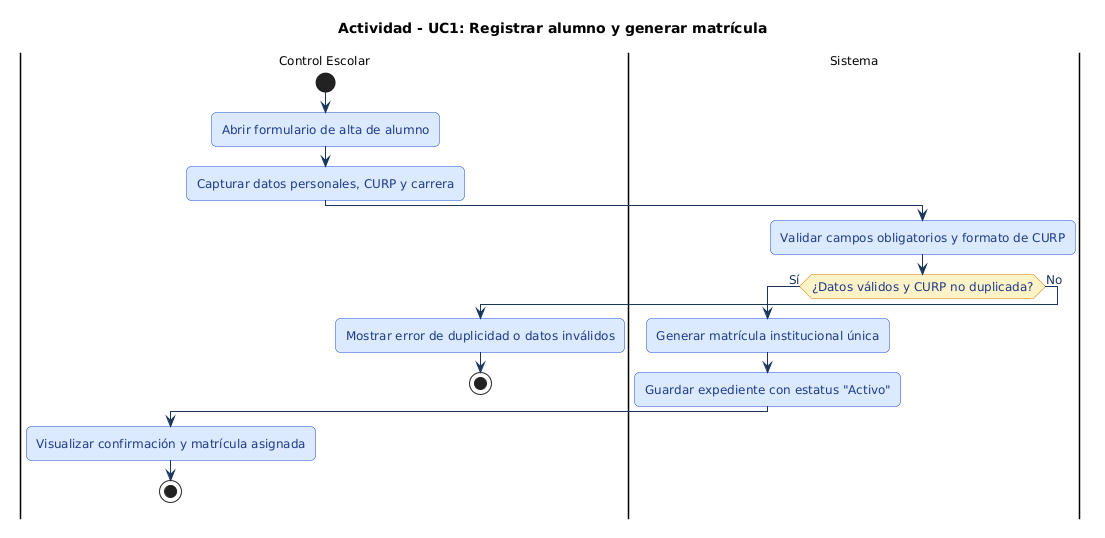 Actividad - UC1: Registrar alumno y generar matrícula
Control Escolar
Sistema
Abrir formulario de alta de alumno
Capturar datos personales, CURP y carrera
Validar campos obligatorios y formato de CURP
Sí
¿Datos válidos y CURP no duplicada?
No
Mostrar error de duplicidad o datos inválidos
Generar matrícula institucional única
Guardar expediente con estatus "Activo"
Visualizar confirmación y matrícula asignada